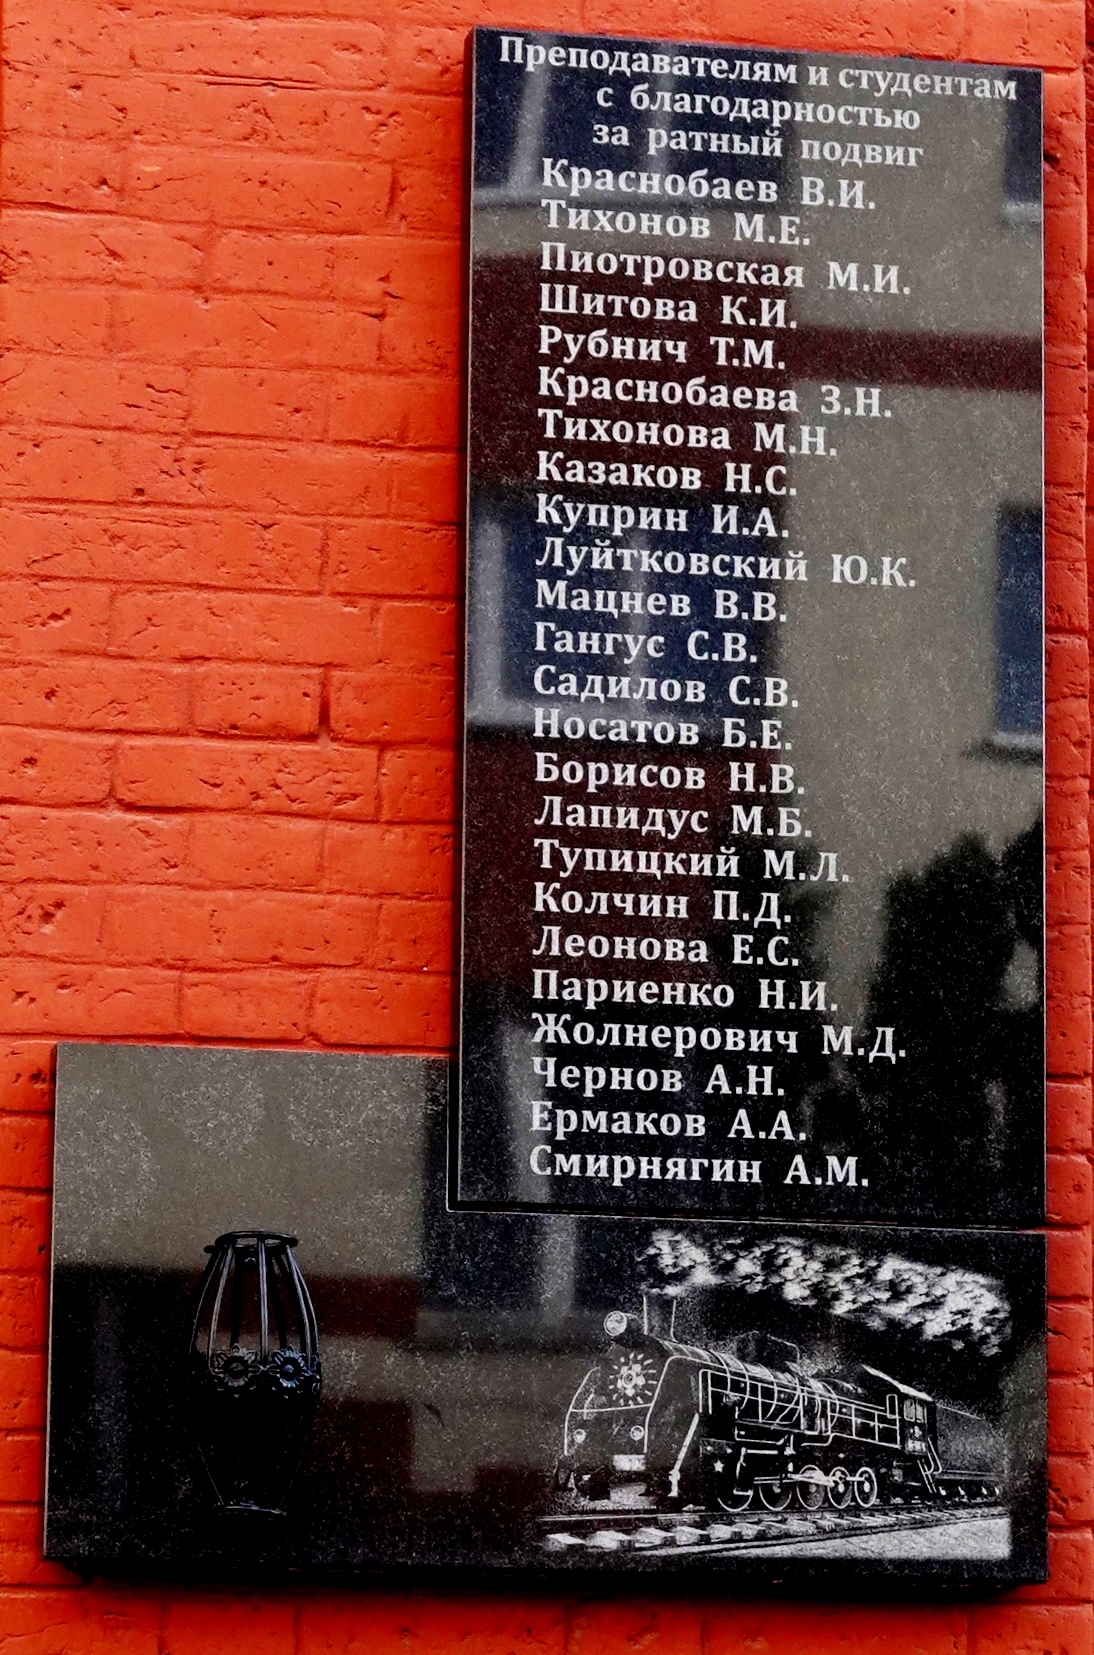 Преподавателям и студентам
с благодарностью
за ратный подвиг
Краснобаев В.И.
Тихонов М.Е.
Пиотровская М.И.
Шитова К.И.
Рубнич Т.М.
Краснобаева З.Н.
Тихонова М.Н.
Казаков Н.С.
Куприн И.А.
Луйтковский Ю.К.
Мацнев В.В.
Гангус С.В.
Садилов С.В.
Носатов Б.Е.
Борисов Н.В.
Лапидус М.Б.
Тупицкий М.Л.
Колчин П.Д.
Леонова Е.С.
Париенко Н.И.
Жолнерович М.Д.
Чернов А.Н.
Ермаков А.А.
Смирнягин А.М.